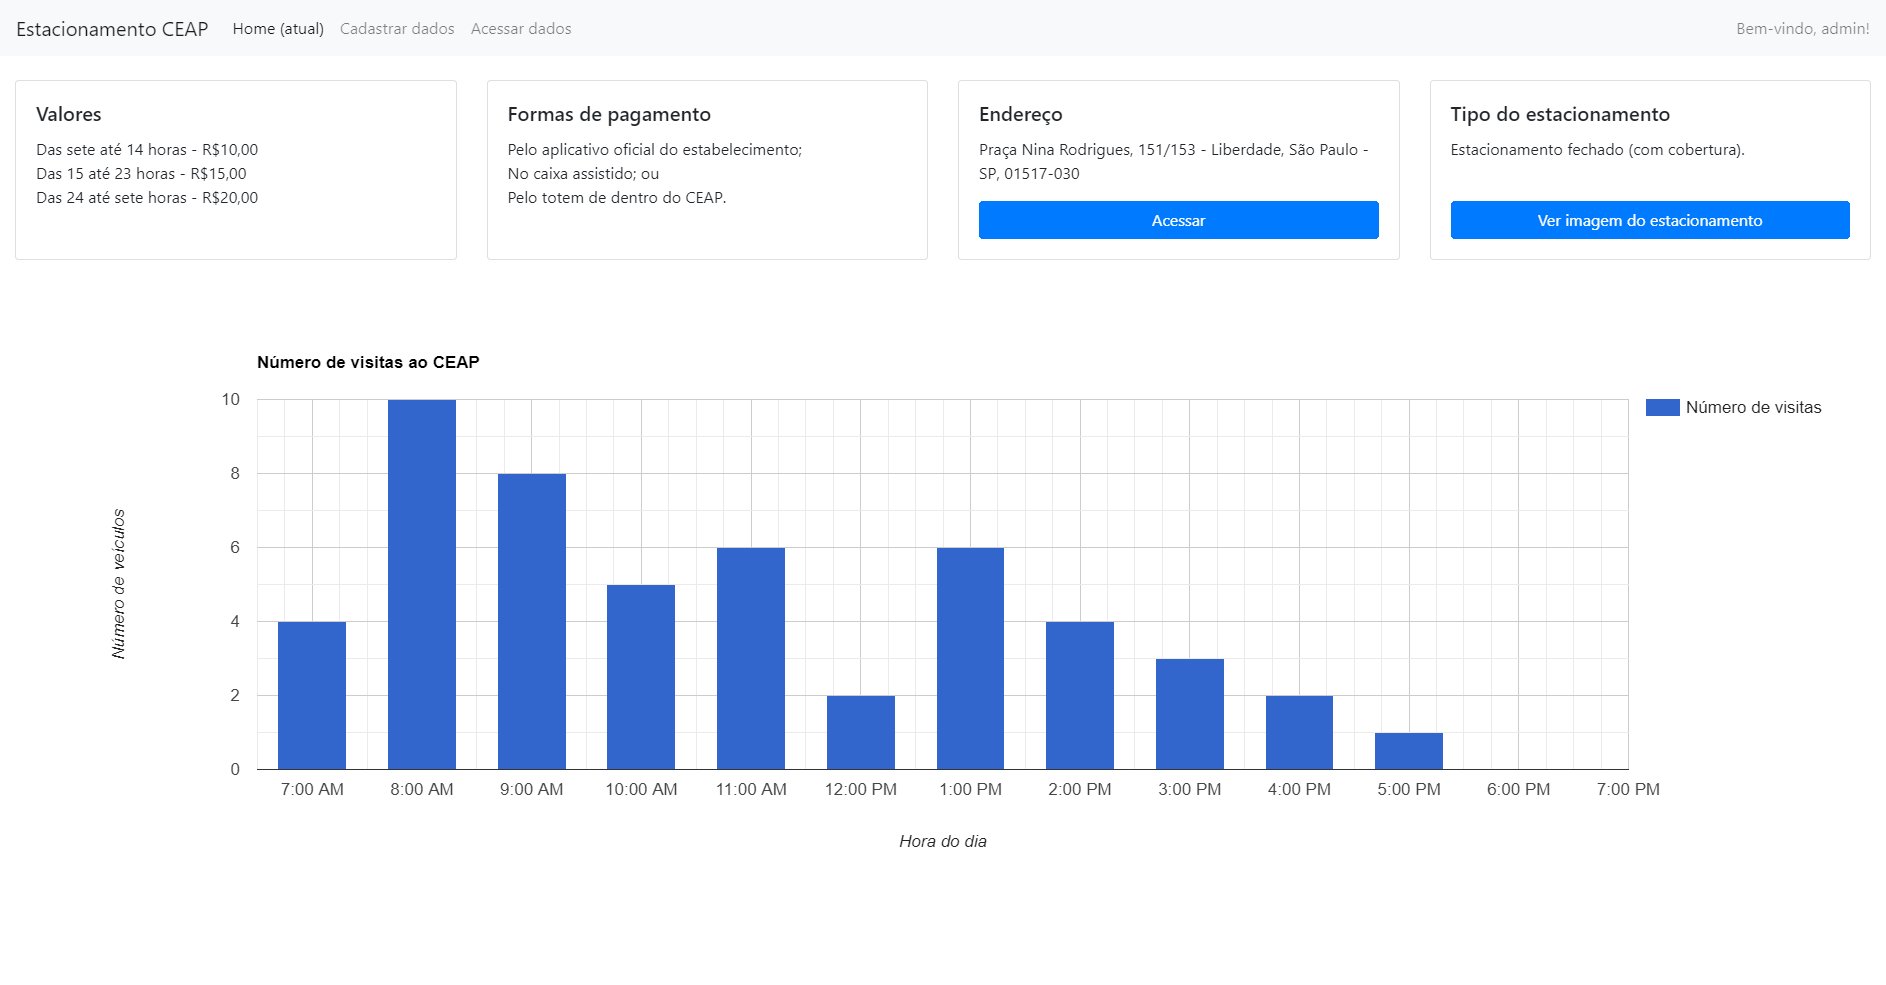 Estacionamento CEAP Home (atual) Cadastrar dados Acessar dados Bem-vindo, admin!
Valores
Das sete até 14 horas - R$10,00
Das 15 até 23 horas - R$15,00
Das 24 até sete horas - R$20,00
Formas de pagamento
Pelo aplicativo oficial do estabelecimento;
No caixa assistido; ou
Pelo totem de dentro do CEAP.
Endereço
Praça Nina Rodrigues, 151/153 - Liberdade, São Paulo -
SP, 01517-030
Acessar
Tipo do estacionamento
Estacionamento fechado (com cobertura).
Ver imagem do estacionamento
Número de visitas ao CEAP
Número de visitas
Número de veículos
10
8
6
4
2
0
7:00 AM 8:00 AM 9:00 AM 10:00 AM 11:00 AM 12:00 PM 1:00 PM 2:00 PM 3:00 PM 4:00 PM 5:00 PM 6:00 PM 7:00 PM
Hora do dia